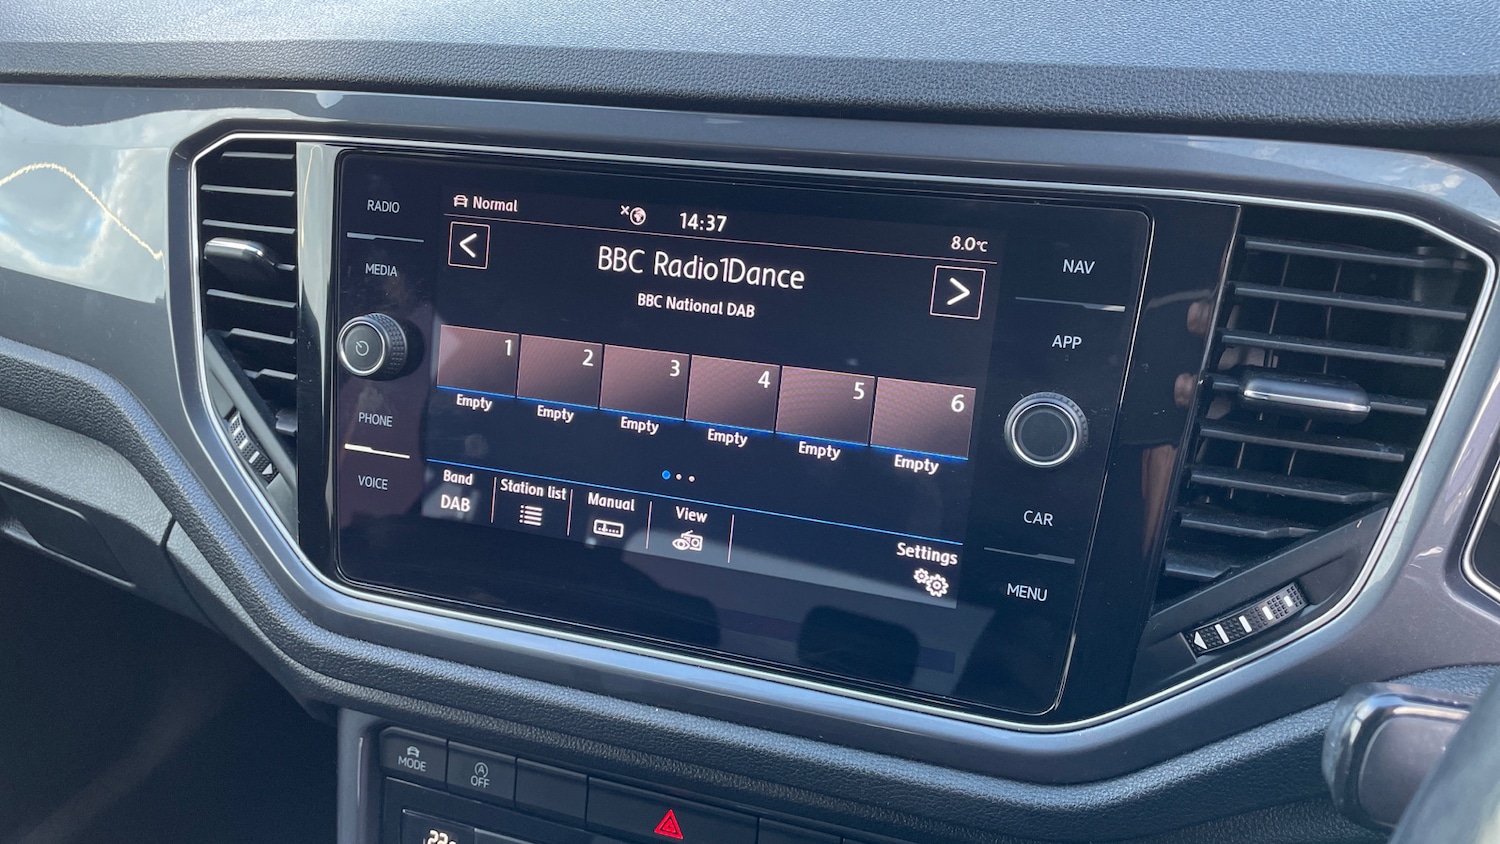 RADIO
MEDIA
PHONE
VOICE
Normal
14:37
8.0°C
<
BBC Radio1Dance
>
BBC National DAB
1 2 3 4 5 6
Empty Empty Empty Empty Empty Empty
Band
DAB
Station list
Manual
View
Settings
NAV
APP
CAR
MENU
MODE
A
OFF